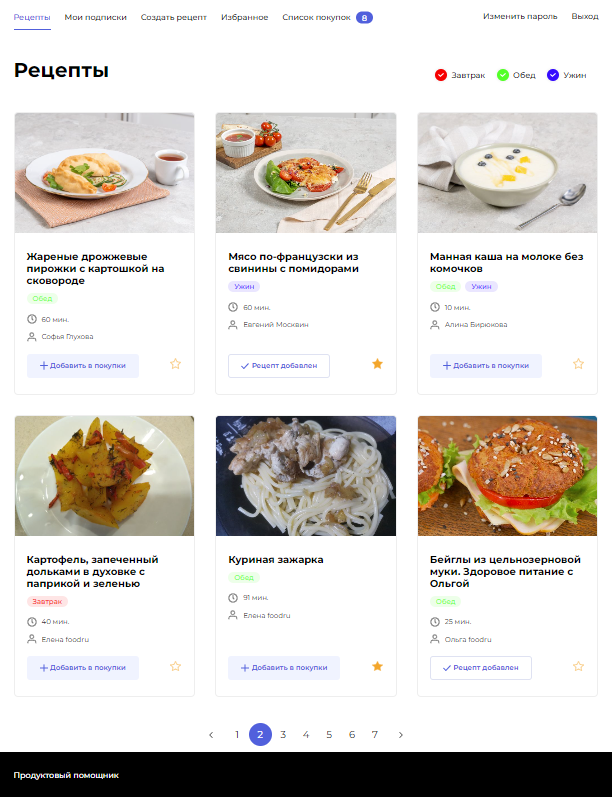 Рецепты Мои подписки Создать рецепт Избранное Список покупок 8 Изменить пароль Выход
Рецепты
Завтрак Обед Ужин
Жареные дрожжевые
пирожки с картошкой на
сковороде
Обед
60 мин.
Софья Глухова
Добавить в покупки
Мясо по-французски из
свинины с помидорами
Ужин
60 мин.
Евгений Москвин
Рецепт добавлен
Манная каша на молоке без
комочков
Обед Ужин
10 мин.
Алина Бирюкова
Добавить в покупки
Картофель, запеченный
дольками в духовке с
паприкой и зеленью
Завтрак
40 мин.
Елена foodru
Добавить в покупки
Куриная зажарка
Обед
91 мин.
Елена foodru
Добавить в покупки
Бейглы из цельнозерновой
муки. Здоровое питание с
Ольгой
Обед
25 мин.
Ольга foodru
Рецепт добавлен
1 2 3 4 5 6 7
Продуктовый помощник